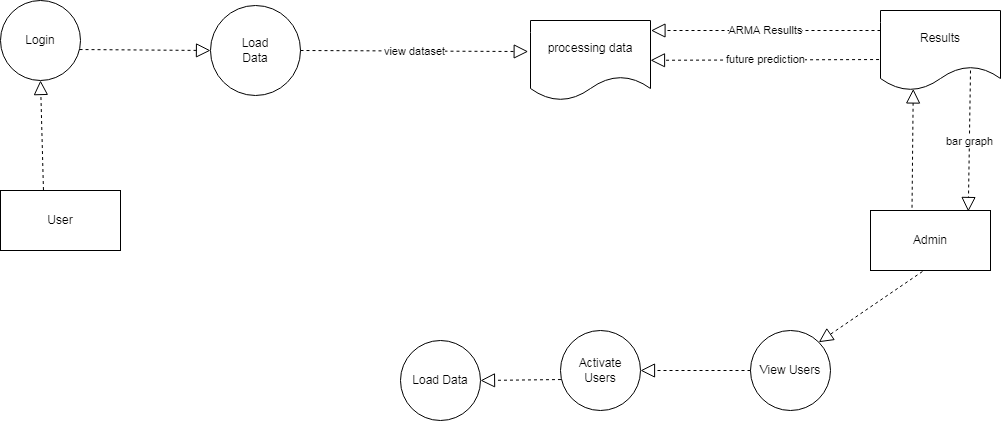 Login
Load
Data
view dataset
processing data
ARMA Resullts
future prediction
Results
bar graph
User
Admin
View Users
Activate
Users
Load Data